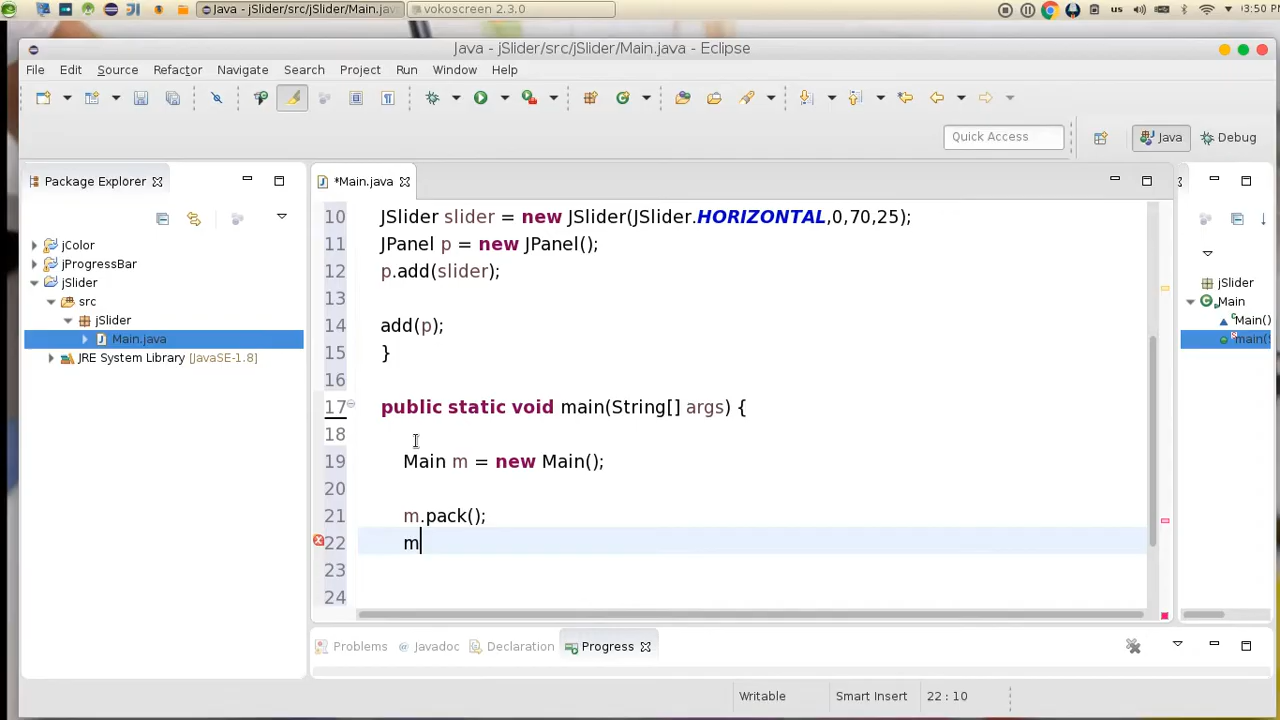 Java - jSlider/src/jSlider/Main.jav
vokoscreen 2.3.0
us
3:50
Java - jSlider/src/jSlider/Main.java - Eclipse
File Edit Source Refactor Navigate Search Project Run Window Help
Quick Access
Java
Debug
Package Explorer
*Main.java
jColor
jProgressBar
jSlider
src
jSlider
Main.java
JRE System Library [JavaSE-1.8]
10 JSlider slider = new JSlider(JSlider.HORIZONTAL,0,70,25);
11 JPanel p = new JPanel();
12 p.add(slider);
13
14 add(p);
15 }
16
17 public static void main(String[] args) {
18
19 Main m = new Main();
20
21 m.pack();
22 m
23
24
jSlider
Main
Main()
main(
Problems Javadoc Declaration Progress
Writable
Smart Insert
22 : 10